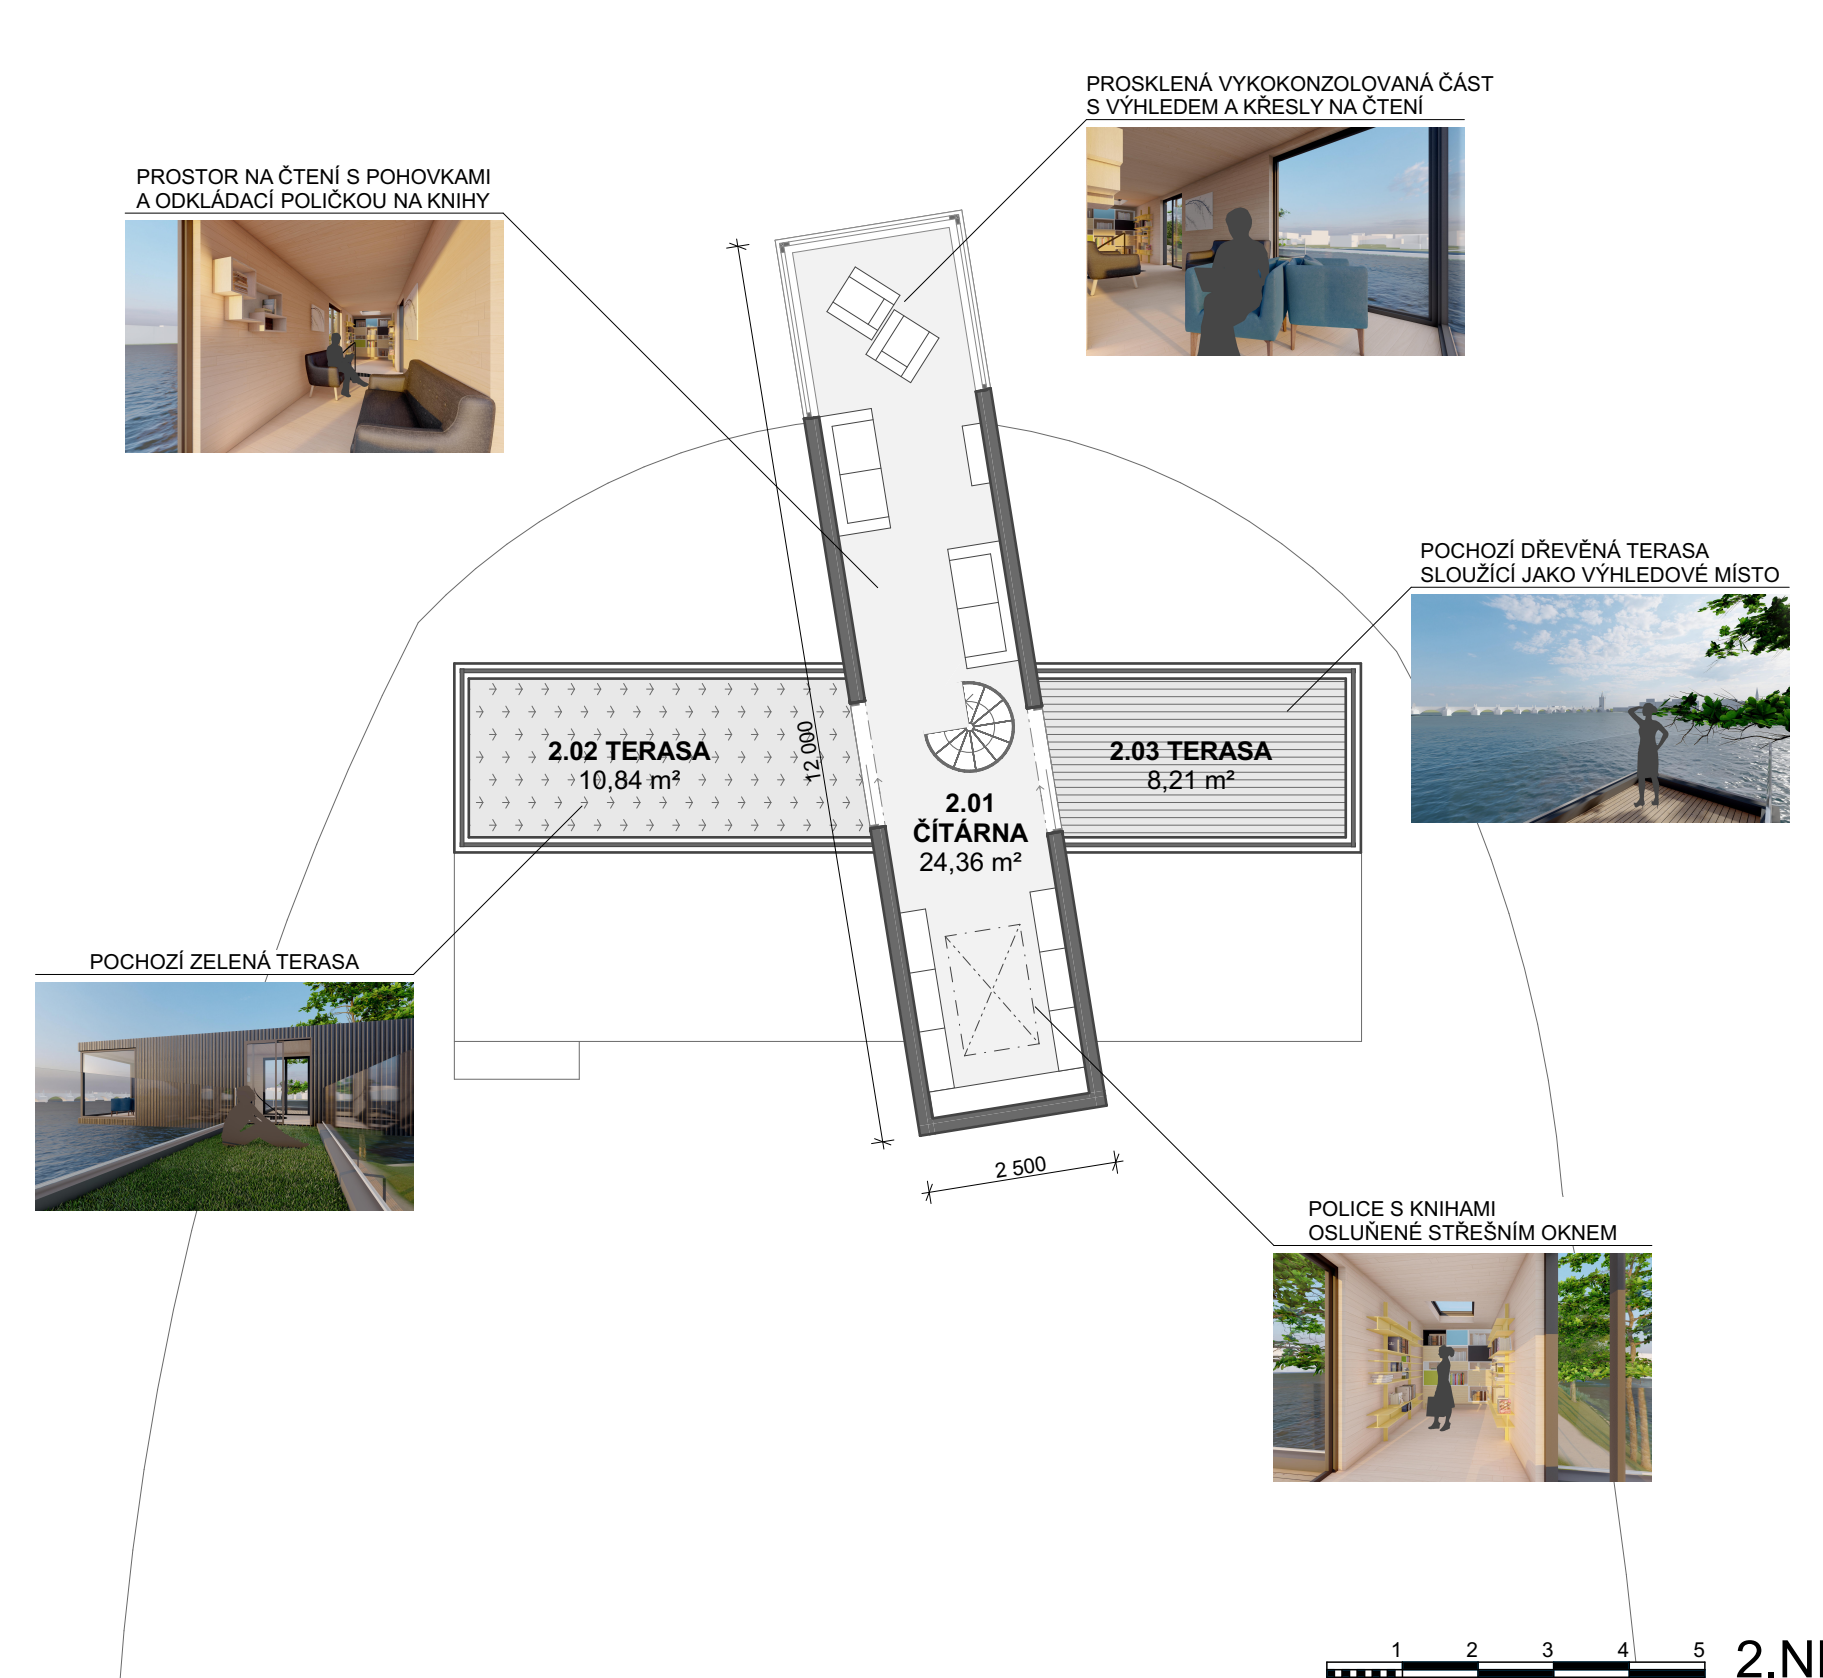 PROSKLENÁ VYKOKONZOLOVANÁ ČÁST
S VÝHLEDEM A KŘESLY NA ČTENÍ
PROSTOR NA ČTENÍ S POHOVKAMI
A ODKLÁDACÍ POLIČKOU NA KNIHY
POCHOZÍ DŘEVĚNÁ TERASA
SLOUŽÍCÍ JAKO VÝHLEDOVÉ MÍSTO
2.02 TERASA
10,84 m²
12 000
2.03 TERASA
8,21 m²
2.01
ČÍTÁRNA
24,36 m²
POCHOZÍ ZELENÁ TERASA
2 500
POLICE S KNIHAMI
OSLUŇENÉ STŘEŠNÍM OKNEM
1 2 3 4 5